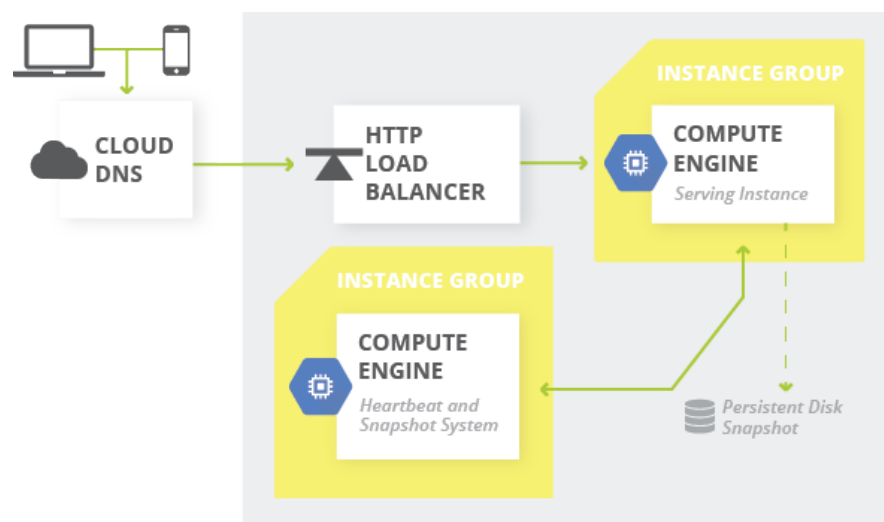 CLOUD
DNS
HTTP
LOAD
BALANCER
INSTANCE GROUP
COMPUTE
ENGINE
Serving Instance
INSTANCE GROUP
COMPUTE
ENGINE
Heartbeat and
Snapshot System
Persistent Disk
Snapshot